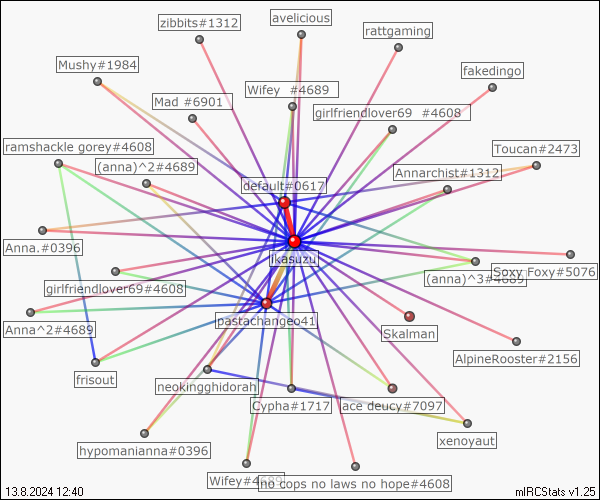 avelicious
zibbits#1312
rattgaming
Mushy#1984
fakedingo
Wifey #4689
Mad #6901
girlfriendlover69 #4608
ramshackle gorey#4608
Toucan#2473
(anna)^2#4689
Annarchist#1312
default#0617
Anna.#0396
ikasuzu
Soxy Foxy#5076
(anna)^3#4689
girlfriendlover69#4608
pastachangeo41
Anna^2#4689
Skalman
AlpineRooster#2156
frisout
neokingghidorah
Cypha#1717
ace deucy#7097
xenoyaut
hypomanianna#0396
Wifey#
no cops no laws no hope#4608
13.8.2024 12:40
mIRCStats v1.25